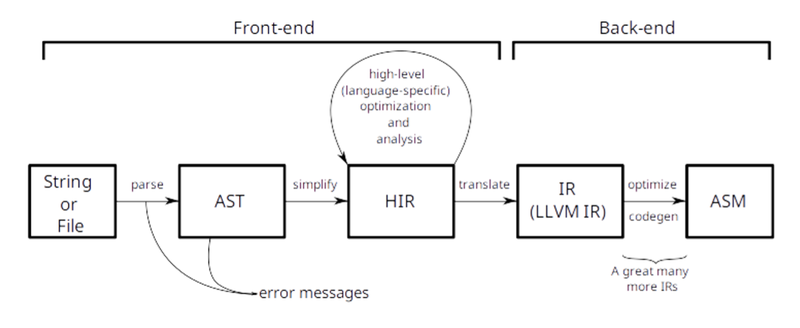 Front-end
Back-end
high-level
(language-specific)
optimization
and
analysis
String
or
File
parse
AST
simplify
HIR
translate
IR
(LLVM IR)
optimize
codegen
ASM
A great many
more IRs
error messages